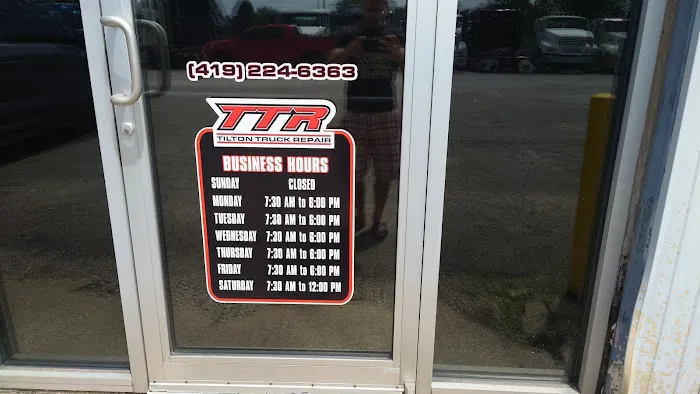 (419) 224-6363
TTR
TILTON TRUCK REPAIR
BUSINESS HOURS
SUNDAY CLOSED
MONDAY 7:30 AM to 6:00 PM
TUESDAY 7:30 AM to 6:00 PM
WEDNESDAY 7:30 AM to 6:00 PM
THURSDAY 7:30 AM to 6:00 PM
FRIDAY 7:30 AM to 6:00 PM
SATURDAY 7:30 AM to 12:00 PM